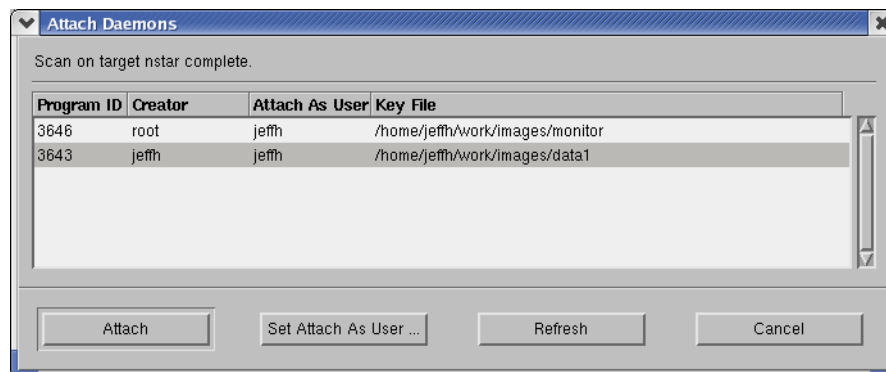 Attach Daemons
Scan on target nstar complete.
Program ID Creator Attach As User Key File
3646 root jeffh /home/jeffh/work/images/monitor
3643 jeffh jeffh /home/jeffh/work/images/data1
Attach Set Attach As User ... Refresh Cancel